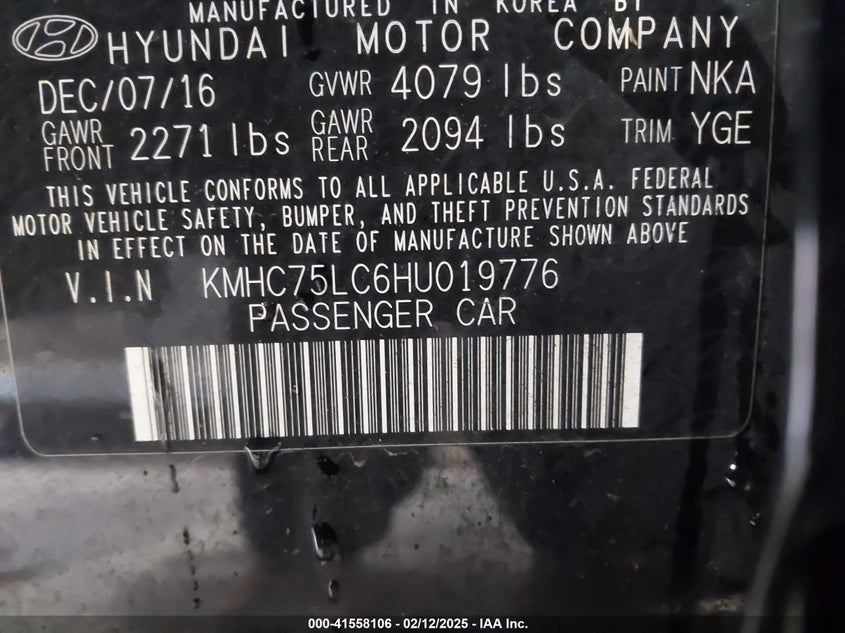 MANUFACTURED IN KOREA BY
HYUNDAI MOTOR COMPANY
DEC/07/16 GVWR 4079 lbs PAINT NKA
GAWR FRONT 2271 lbs GAWR REAR 2094 lbs TRIM YGE
THIS VEHICLE CONFORMS TO ALL APPLICABLE U.S.A. FEDERAL
MOTOR VEHICLE SAFETY, BUMPER, AND THEFT PREVENTION STANDARDS
IN EFFECT ON THE DATE OF MANUFACTURE SHOWN ABOVE
V.I.N KMHC75LC6HU019776
PASSENGER CAR
000-41558106 - 02/12/2025 - IAA Inc.